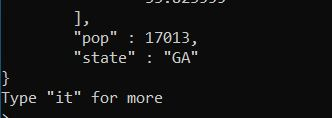 ],
"pop" : 17013,
"state" : "GA"
}
Type "it" for more